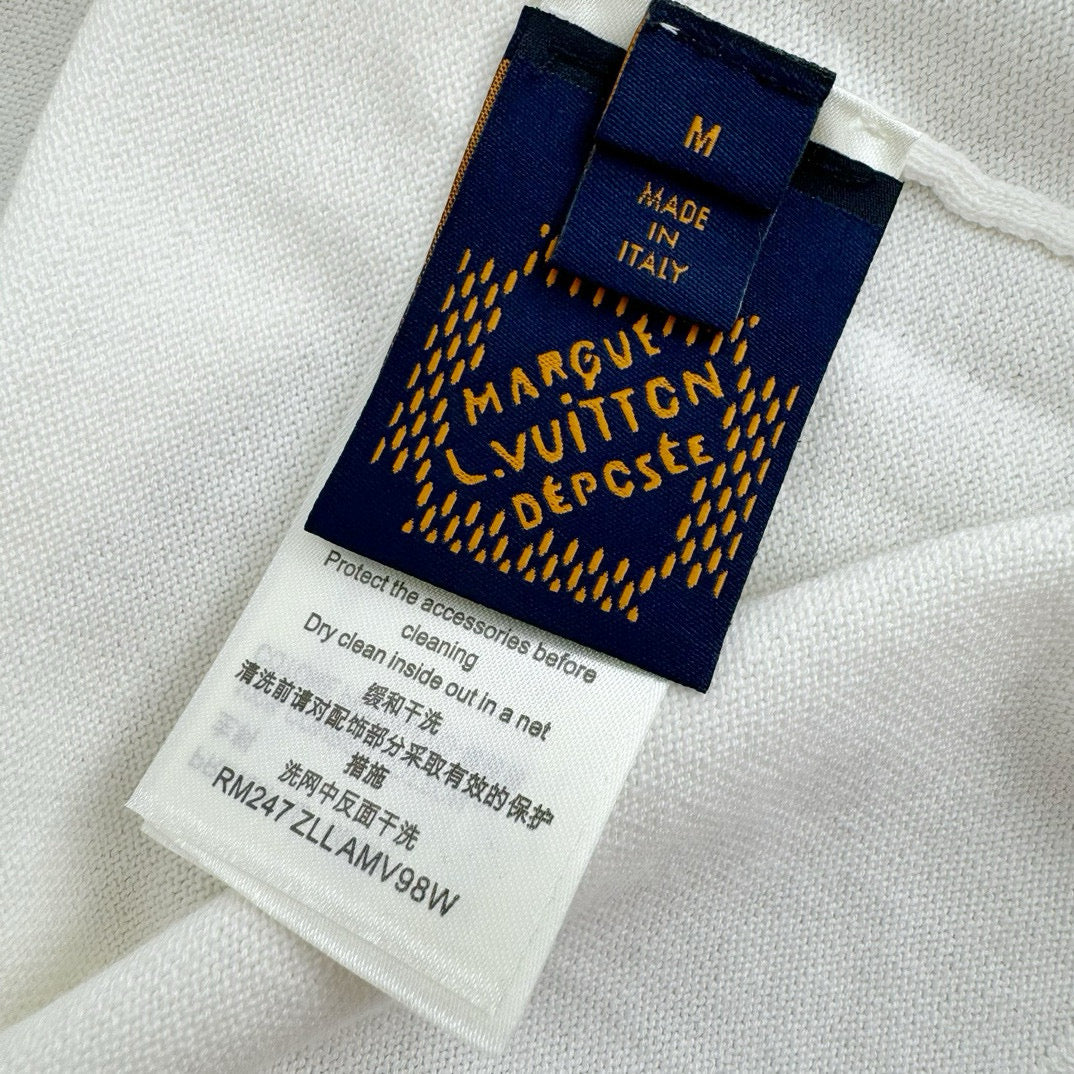 M
MADE
IN
ITALY
MARQUE
L.VUITTON
DÉPOSÉE
Protect the accessories before
cleaning
Dry clean inside out in a net
缓和干洗
清洗前请对配饰部分采取有效的保护
措施
洗网中反面干洗
RM247 ZLL AMV98W